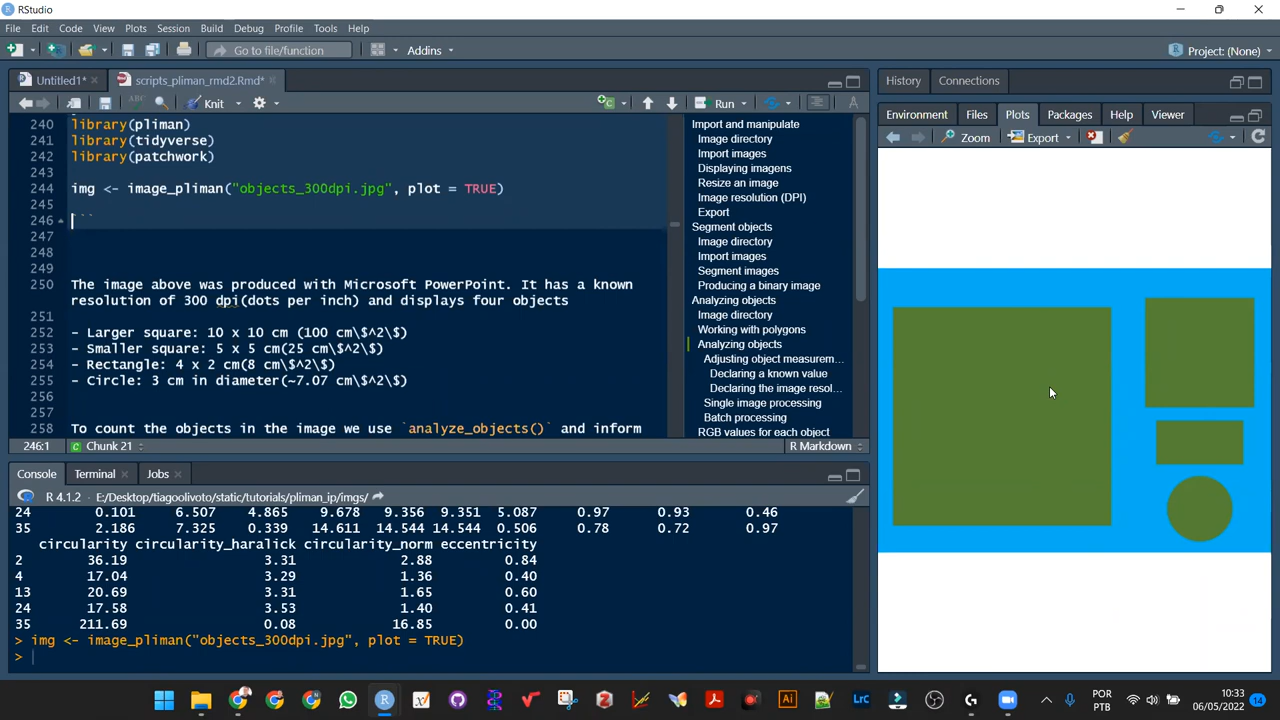 RStudio
File Edit Code View Plots Session Build Debug Profile Tools Help
Go to file/function Addins Project: (None)
Untitled1* scripts_pliman_rmd2.Rmd*
Knit Run
240 library(pliman)
241 library(tidyverse)
242 library(patchwork)
243
244 img <- image_pliman("objects_300dpi.jpg", plot = TRUE)
245
246 ```
247
248
249
250 The image above was produced with Microsoft PowerPoint. It has a known
resolution of 300 dpi(dots per inch) and displays four objects
251
252 - Larger square: 10 x 10 cm (100 cm\$^2\$)
253 - Smaller square: 5 x 5 cm(25 cm\$^2\$)
254 - Rectangle: 4 x 2 cm(8 cm\$^2\$)
255 - Circle: 3 cm in diameter(~7.07 cm\$^2\$)
256
257
258 To count the objects in the image we use `analyze_objects()` and inform
246:1 Chunk 21 R Markdown
Import and manipulate
Image directory
Import images
Displaying imagens
Resize an image
Image resolution (DPI)
Export
Segment objects
Image directory
Import images
Segment images
Producing a binary image
Analyzing objects
Image directory
Working with polygons
Analyzing objects
Adjusting object measurem...
Declaring a known value
Declaring the image resol...
Single image processing
Batch processing
RGB values for each object
Console Terminal Jobs
R 4.1.2 · E:/Desktop/tiagoolivoto/static/tutorials/pliman_ip/imgs/
24 0.101 6.507 4.865 9.678 9.356 9.351 5.087 0.97 0.93 0.46
35 2.186 7.325 0.339 14.611 14.544 14.544 0.506 0.78 0.72 0.97
circularity circularity_haralick circularity_norm eccentricity
2 36.19 3.31 2.88 0.84
4 17.04 3.29 1.36 0.40
13 20.69 3.31 1.65 0.60
24 17.58 3.53 1.40 0.41
35 211.69 0.08 16.85 0.00
> img <- image_pliman("objects_300dpi.jpg", plot = TRUE)
>
History Connections
Environment Files Plots Packages Help Viewer
Zoom Export
POR
PTB
10:33
06/05/2022